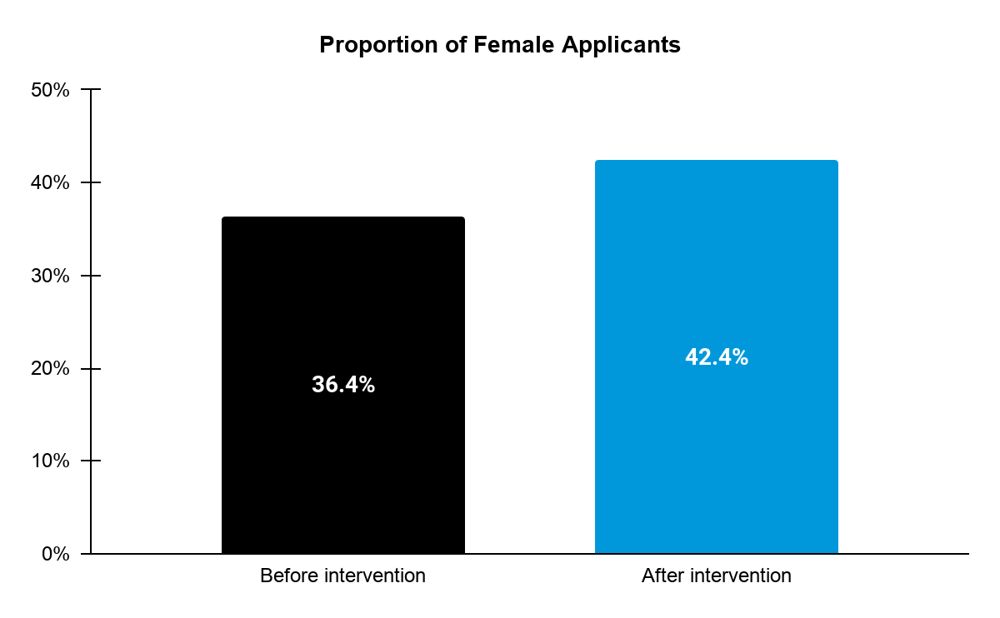 Proportion of Female Applicants
50%
40%
30%
20%
10%
0%
36.4%
42.4%
Before intervention
After intervention